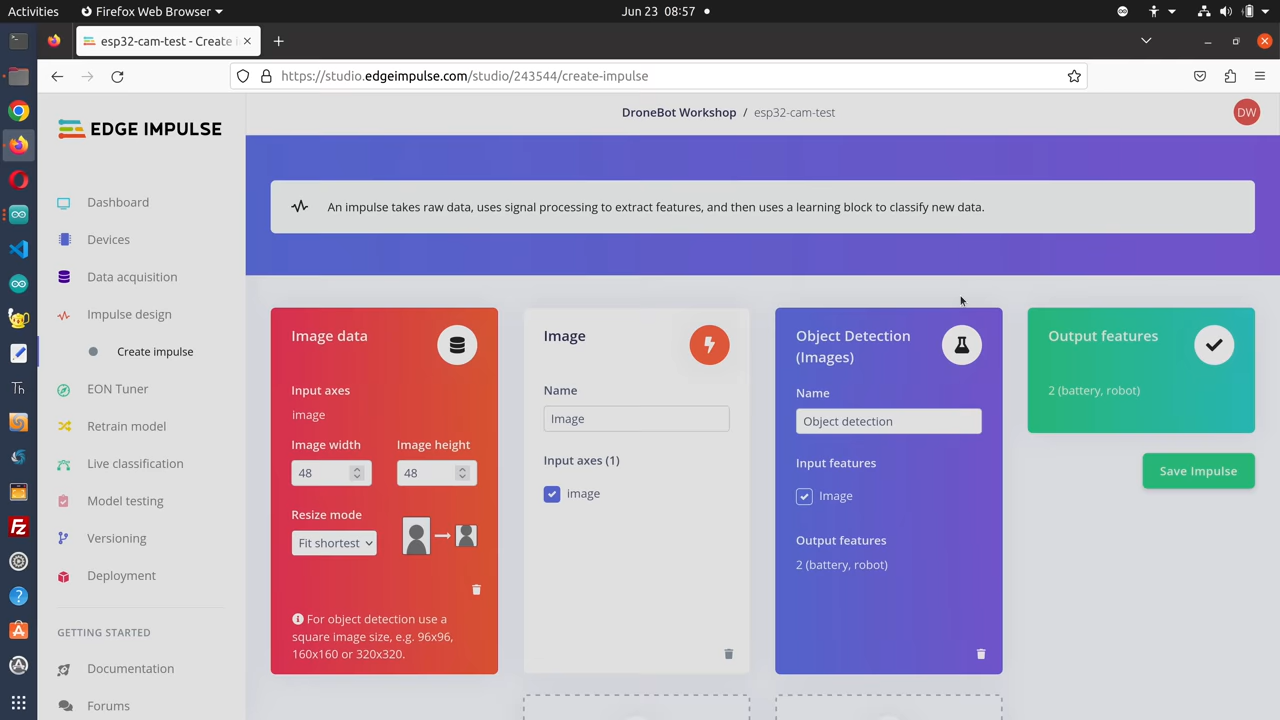 Activities
Firefox Web Browser
Jun 23 08:57
esp32-cam-test - Create i
https://studio.edgeimpulse.com/studio/243544/create-impulse
EDGE IMPULSE
DroneBot Workshop / esp32-cam-test
DW
Dashboard
Devices
Data acquisition
Impulse design
Create impulse
EON Tuner
Retrain model
Live classification
Model testing
Versioning
Deployment
GETTING STARTED
Documentation
Forums
An impulse takes raw data, uses signal processing to extract features, and then uses a learning block to classify new data.
Image data
Input axes
image
Image width
Image height
48
48
Resize mode
Fit shortest
For object detection use a
square image size, e.g. 96x96,
160x160 or 320x320.
Image
Name
Image
Input axes (1)
image
Object Detection
(Images)
Name
Object detection
Input features
Image
Output features
2 (battery, robot)
Output features
2 (battery, robot)
Save Impulse